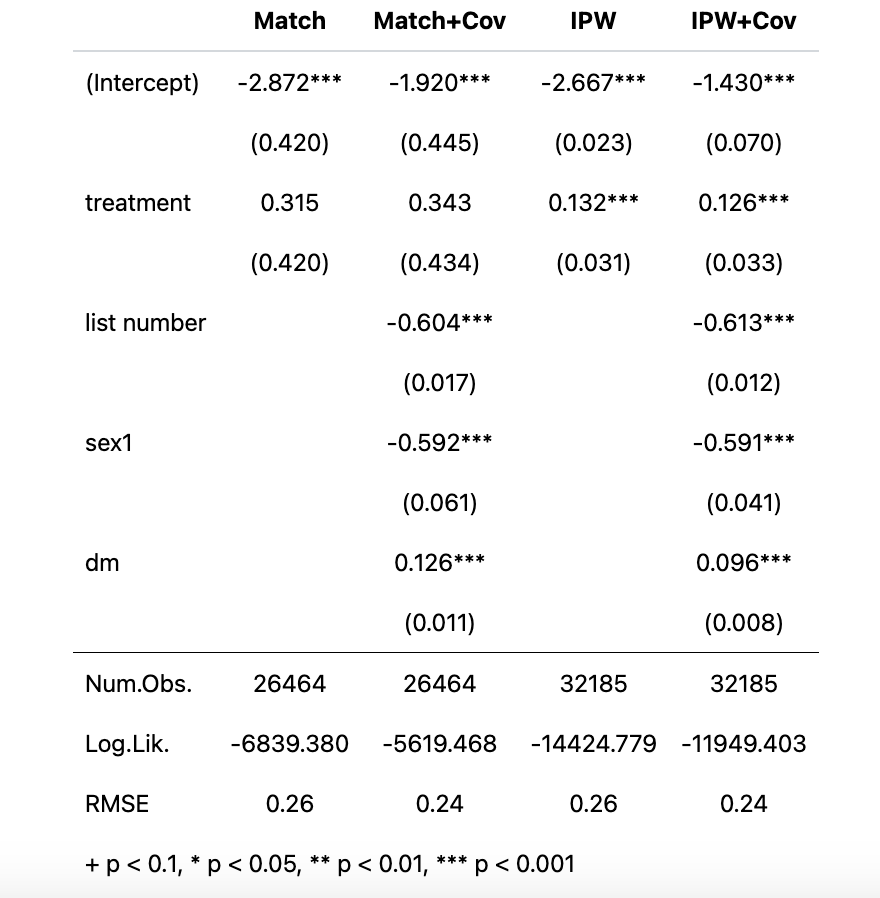 Match Match+Cov IPW IPW+Cov
(Intercept) -2.872*** -1.920*** -2.667*** -1.430***
(0.420) (0.445) (0.023) (0.070)
treatment 0.315 0.343 0.132*** 0.126***
(0.420) (0.434) (0.031) (0.033)
list number -0.604*** -0.613***
(0.017) (0.012)
sex1 -0.592*** -0.591***
(0.061) (0.041)
dm 0.126*** 0.096***
(0.011) (0.008)
Num.Obs. 26464 26464 32185 32185
Log.Lik. -6839.380 -5619.468 -14424.779 -11949.403
RMSE 0.26 0.24 0.26 0.24
+ p < 0.1, * p < 0.05, ** p < 0.01, *** p < 0.001